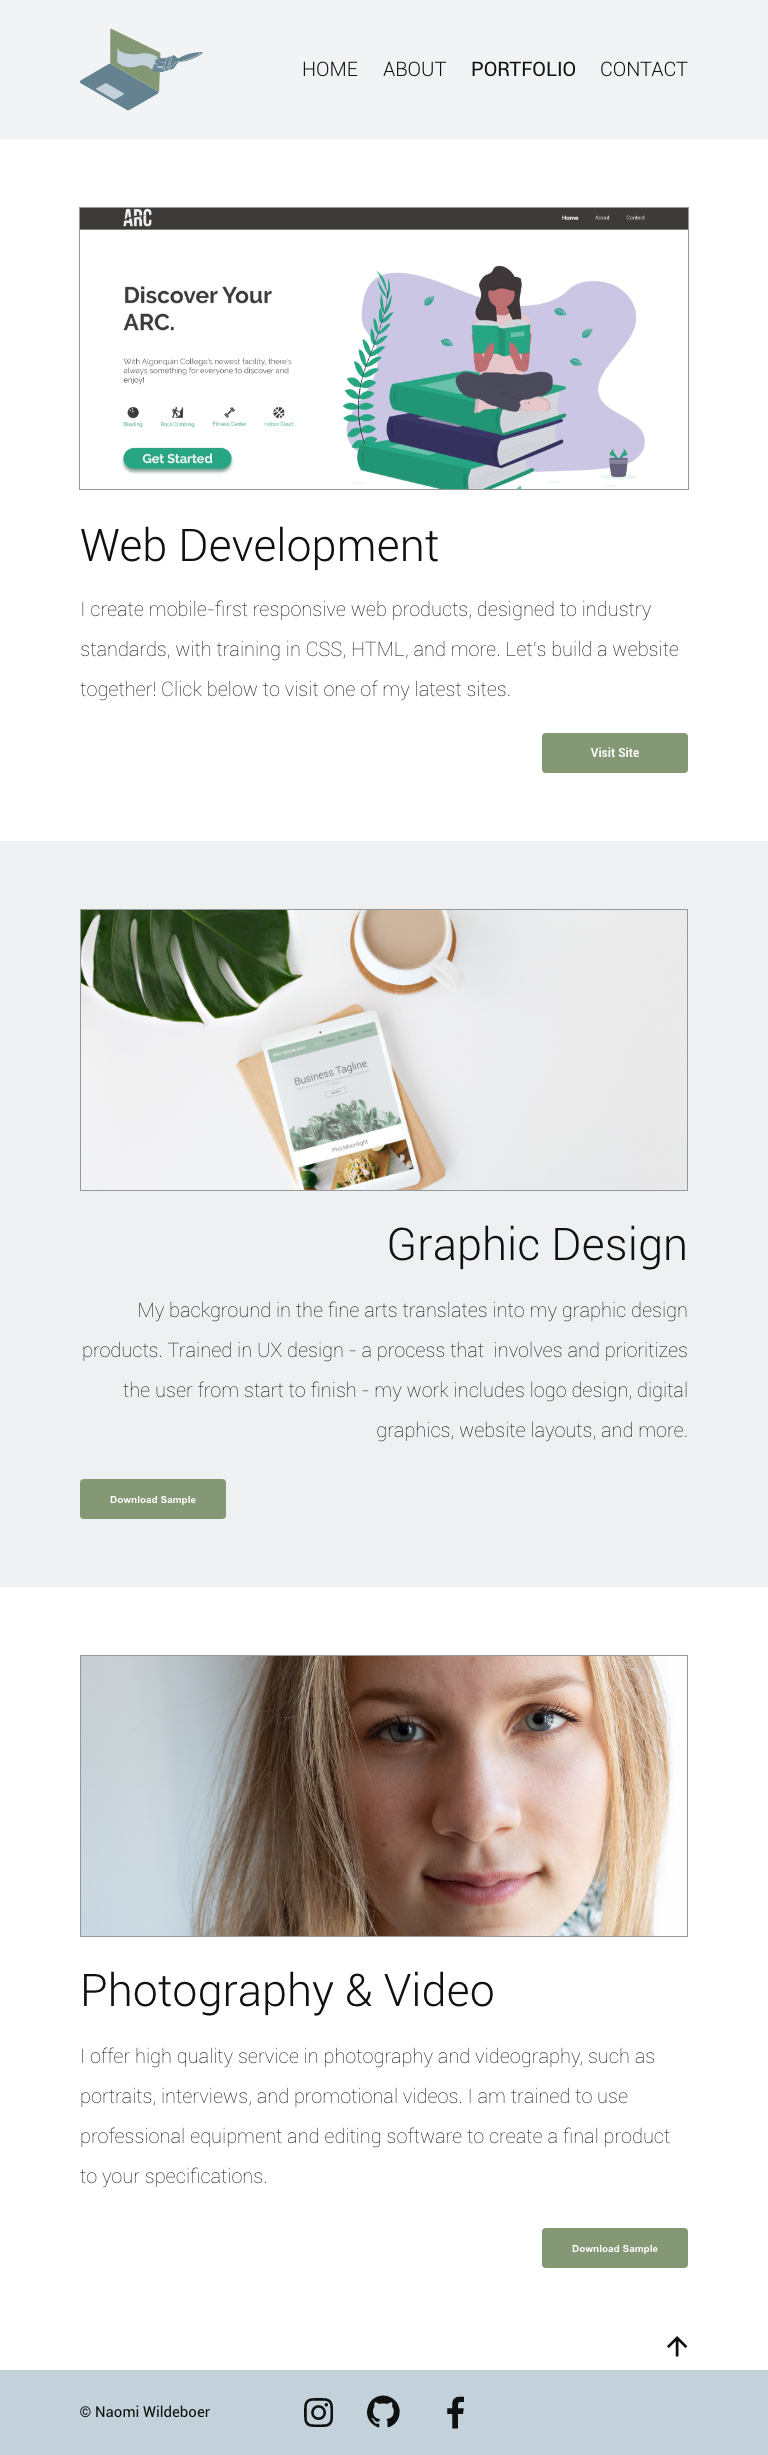 HOME ABOUT PORTFOLIO CONTACT
ARC Home About Contact
Discover Your
ARC.
With Algonquin College's newest facility, there's
always something for everyone to discover and
enjoy!
Bowling Rock Climbing Fitness Center Indoor Court
Get Started
Web Development
I create mobile-first responsive web products, designed to industry
standards, with training in CSS, HTML, and more. Let's build a website
together! Click below to visit one of my latest sites.
Visit Site
Business Tagline
Pho Moonlight
Graphic Design
My background in the fine arts translates into my graphic design
products. Trained in UX design - a process that  involves and prioritizes
the user from start to finish - my work includes logo design, digital
graphics, website layouts, and more.
Download Sample
Photography & Video
I offer high quality service in photography and videography, such as
portraits, interviews, and promotional videos. I am trained to use
professional equipment and editing software to create a final product
to your specifications.
Download Sample
© Naomi Wildeboer